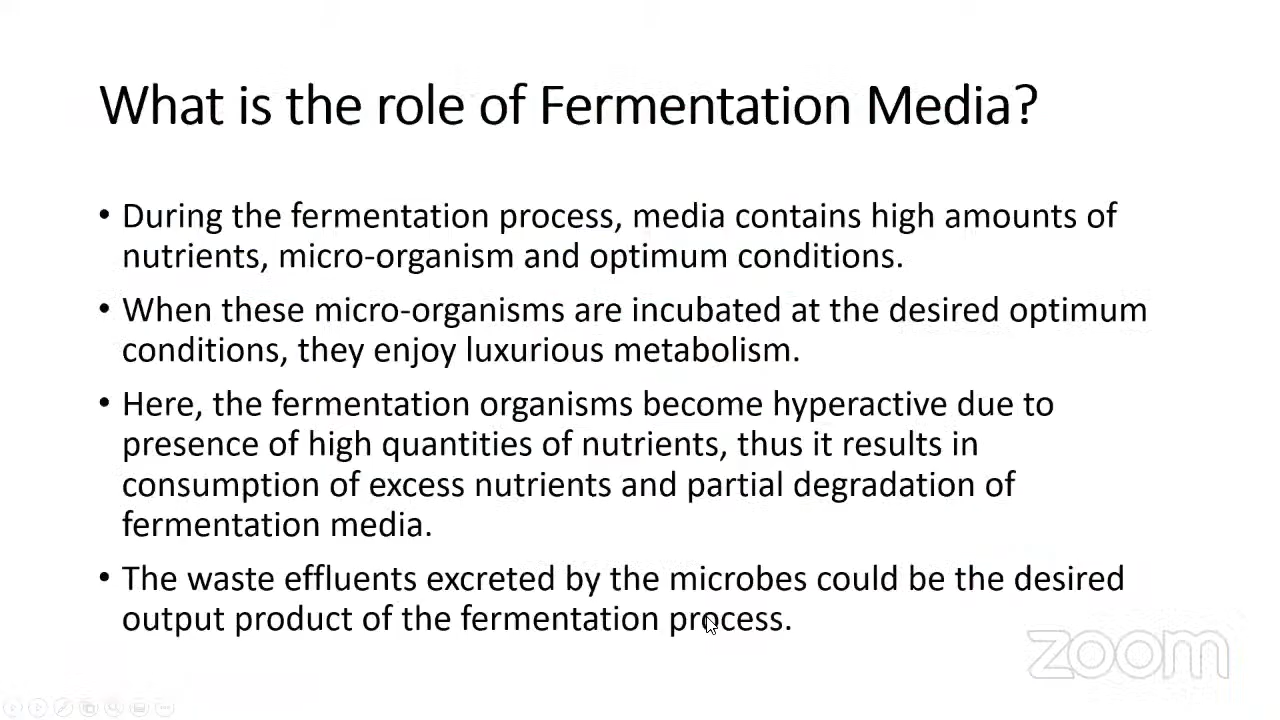 What is the role of Fermentation Media?
• During the fermentation process, media contains high amounts of
nutrients, micro-organism and optimum conditions.
• When these micro-organisms are incubated at the desired optimum
conditions, they enjoy luxurious metabolism.
• Here, the fermentation organisms become hyperactive due to
presence of high quantities of nutrients, thus it results in
consumption of excess nutrients and partial degradation of
fermentation media.
• The waste effluents excreted by the microbes could be the desired
output product of the fermentation process.
zoom